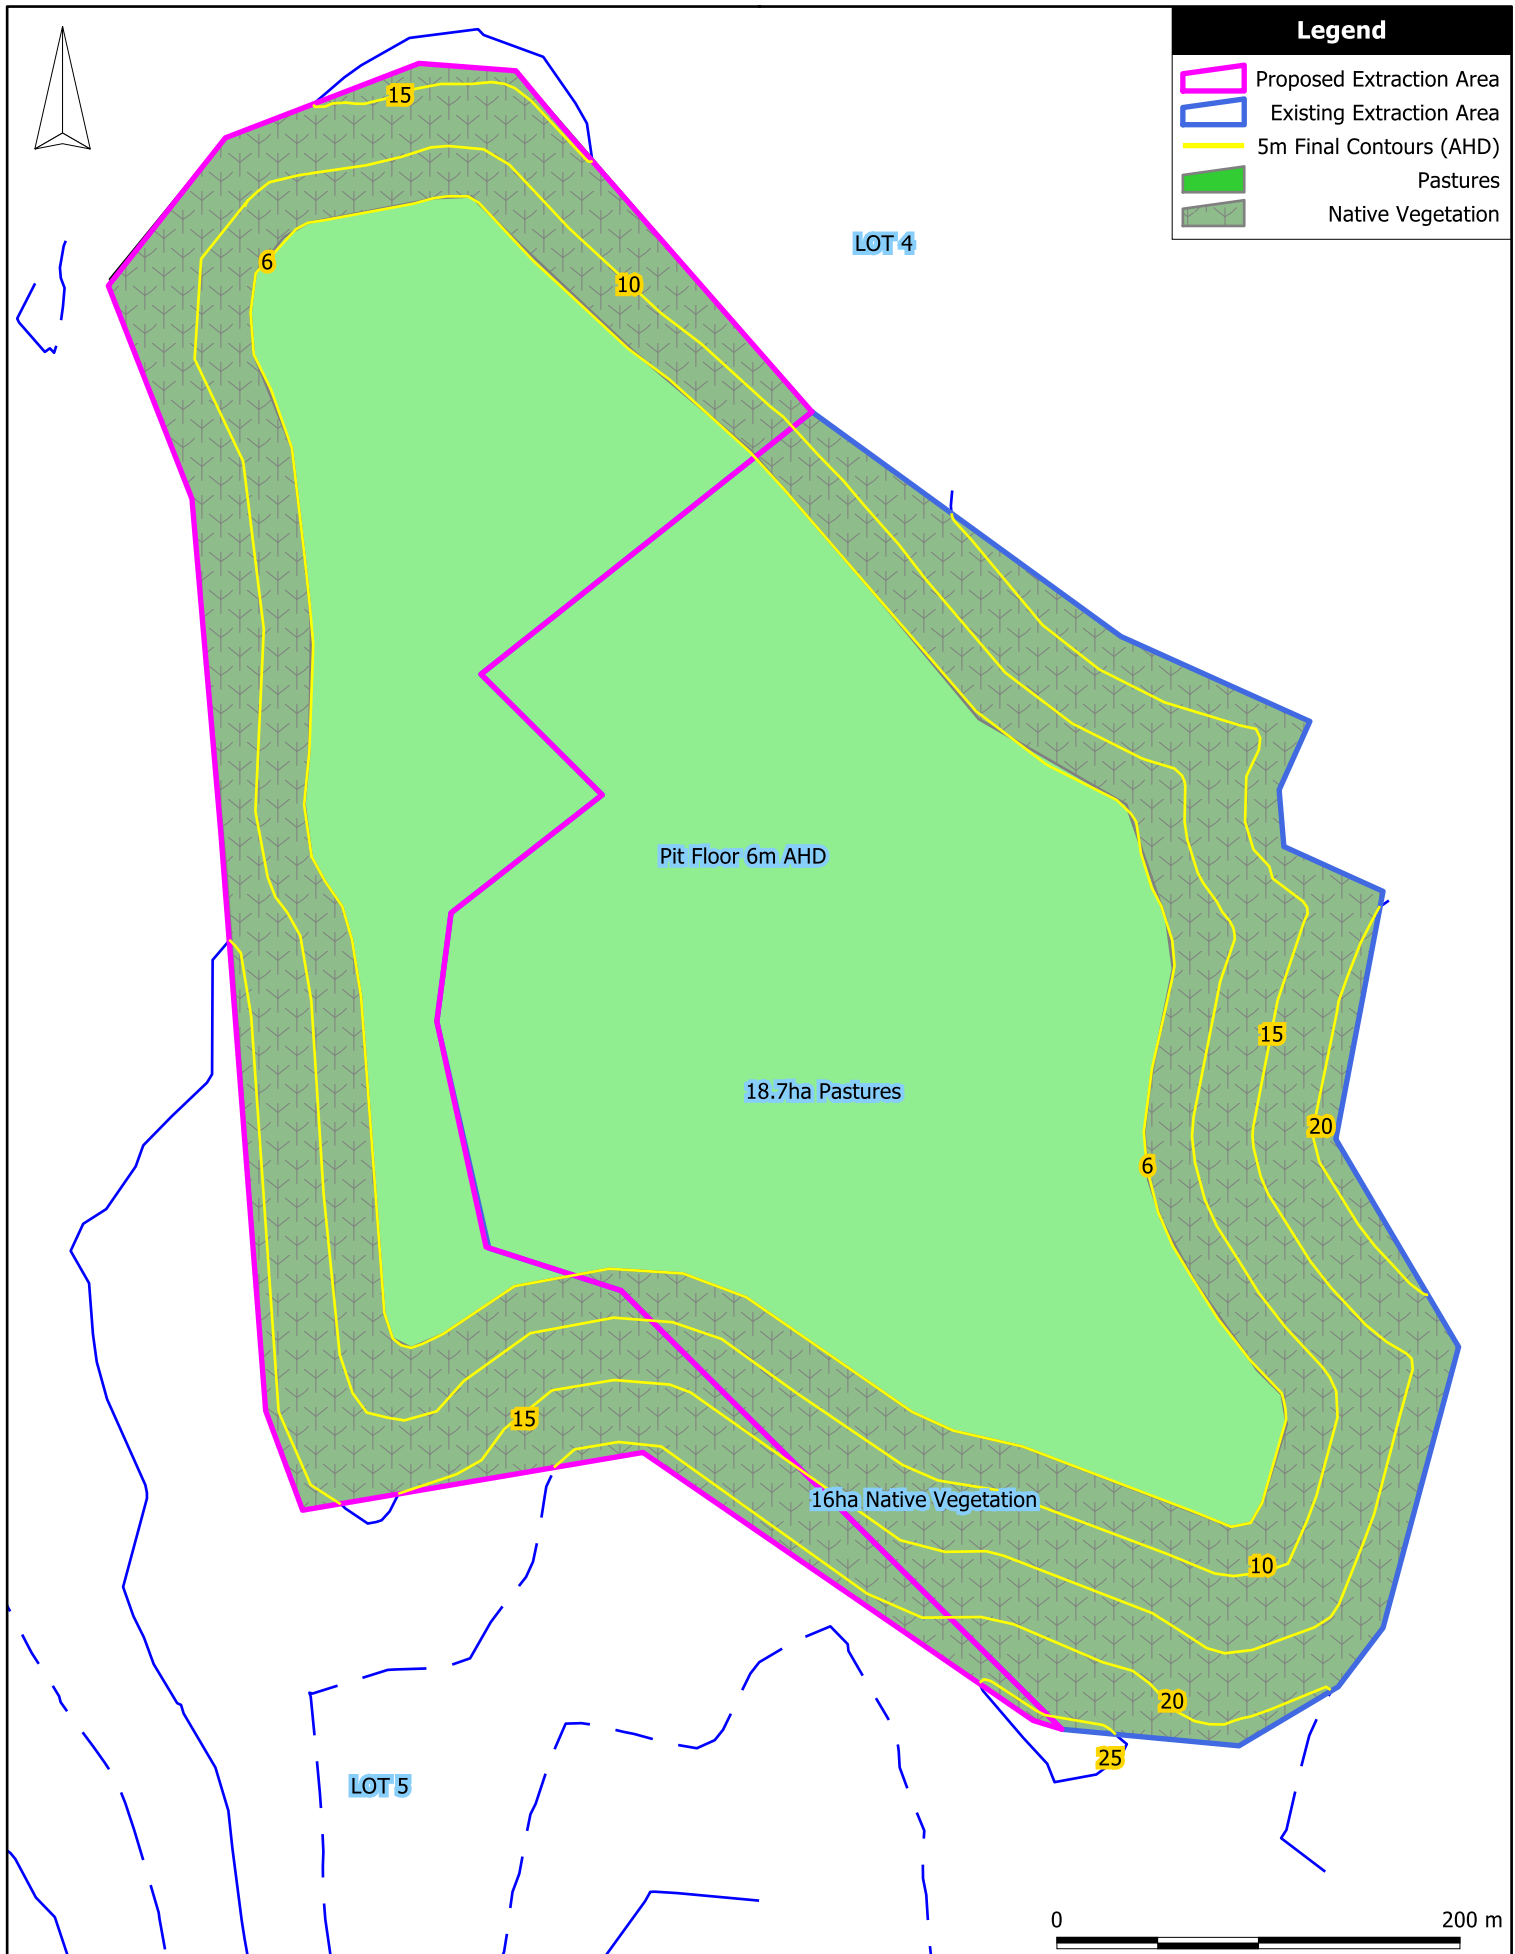 Legend
Proposed Extraction Area
Existing Extraction Area
5m Final Contours (AHD)
Pastures
Native Vegetation
15
LOT 4
6
10
Pit Floor 6m AHD
15
18.7ha Pastures
20
6
15
16ha Native Vegetation
10
20
25
LOT 5
0 200 m